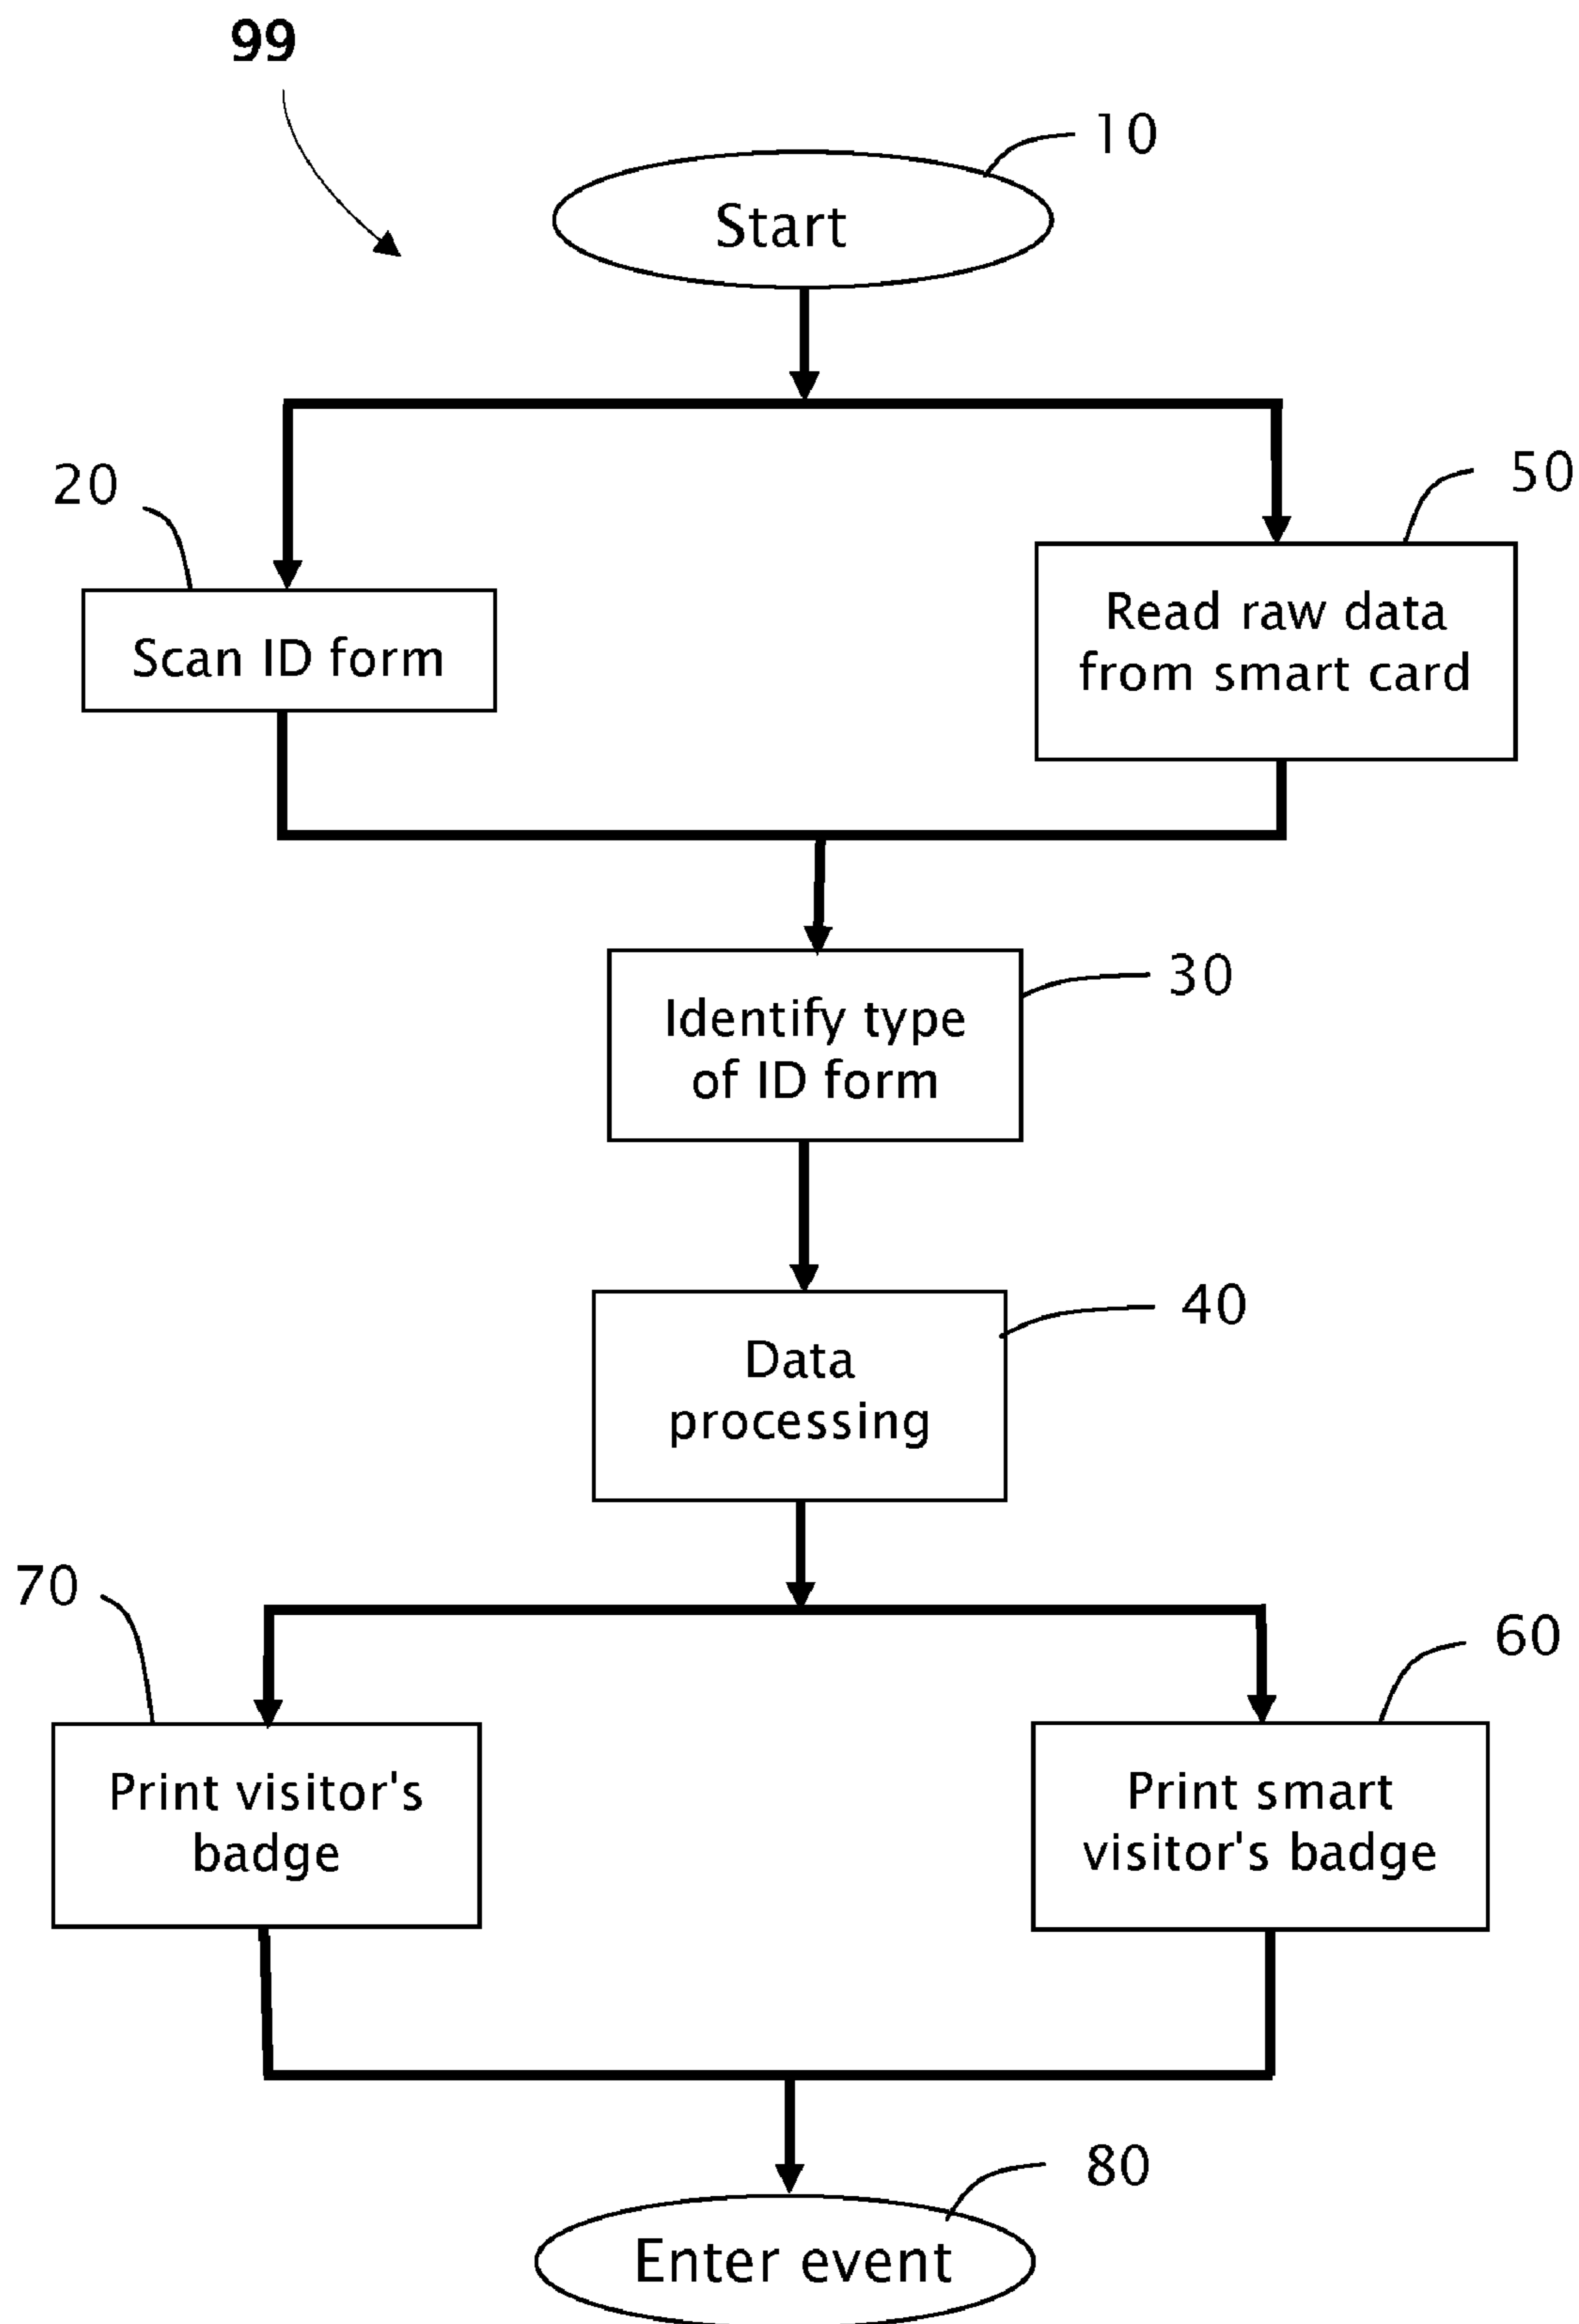 99
10
Start
20
50
Scan ID form
Read raw data
from smart card
30
Identify type
of ID form
40
Data
processing
70
60
Print visitor's
badge
Print smart
visitor's badge
80
Enter event